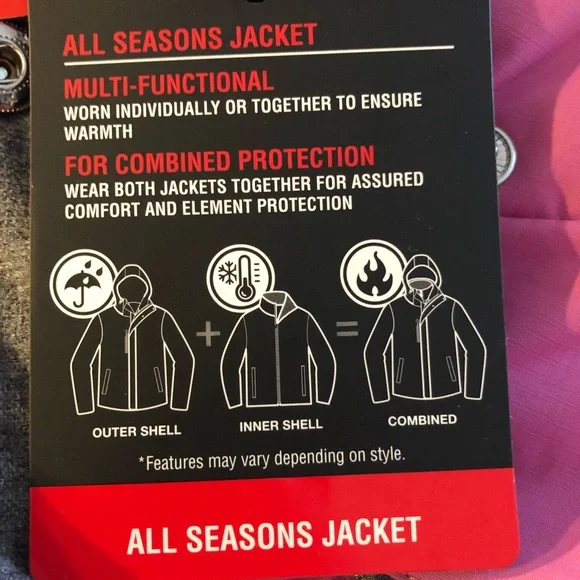 ALL SEASONS JACKET
MULTI-FUNCTIONAL
WORN INDIVIDUALLY OR TOGETHER TO ENSURE
WARMTH
FOR COMBINED PROTECTION
WEAR BOTH JACKETS TOGETHER FOR ASSURED
COMFORT AND ELEMENT PROTECTION
+ =
OUTER SHELL INNER SHELL COMBINED
*Features may vary depending on style.
ALL SEASONS JACKET